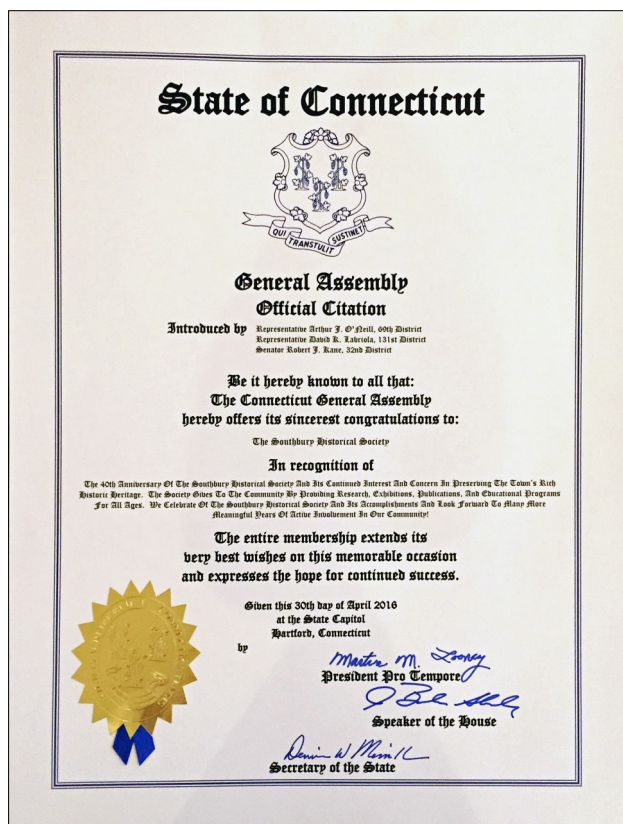 State of Connecticut
QUI TRANSTULIT SUSTINET
General Assembly
Official Citation
Introduced by
Representative Arthur J. O'Neill, 69th District
Representative David K. Labriola, 131st District
Senator Robert J. Kane, 32nd District
Be it hereby known to all that:
The Connecticut General Assembly
hereby offers its sincerest congratulations to:
The Southbury Historical Society
In recognition of
The 40th Anniversary Of The Southbury Historical Society And Its Continued Interest And Concern In Preserving The Town's Rich
Historic Heritage. The Society Gives To The Community By Providing Research, Exhibitions, Publications, And Educational Programs
For All Ages. We Celebrate Of The Southbury Historical Society And Its Accomplishments And Look Forward To Many More
Meaningful Years Of Active Involvement In Our Community!
The entire membership extends its
very best wishes on this memorable occasion
and expresses the hope for continued success.
Given this 30th day of April 2016
at the State Capitol
Hartford, Connecticut
by
Martin M. Looney
President Pro Tempore
Speaker of the House
Denise W Merrill
Secretary of the State